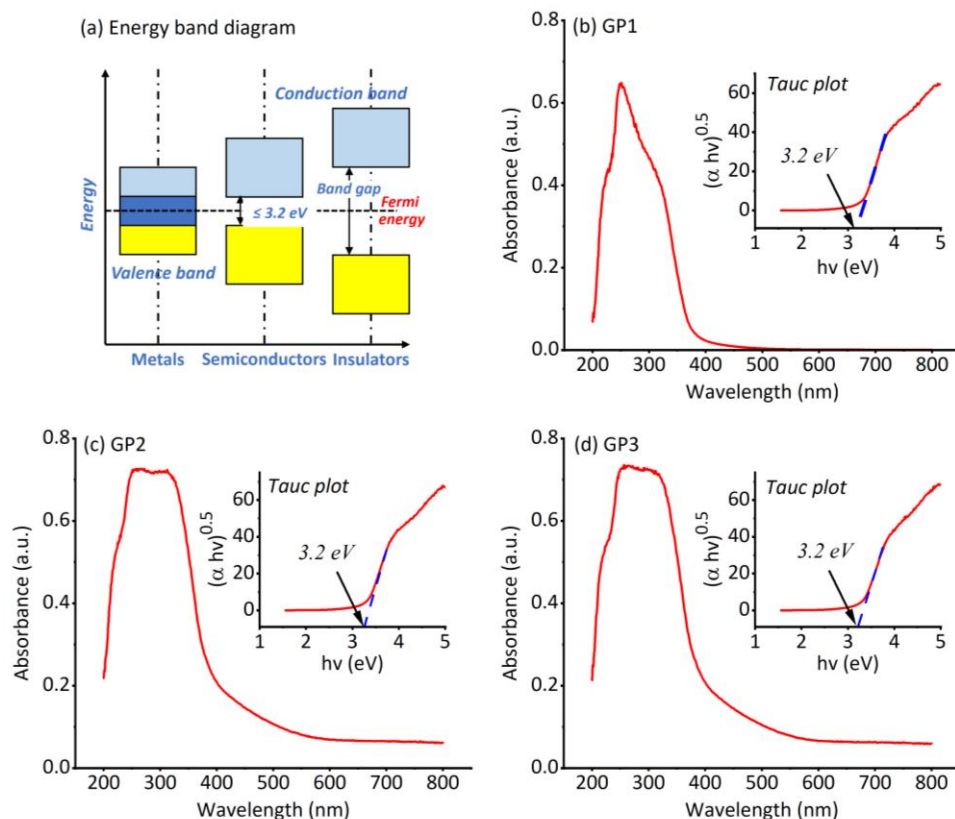 (a) Energy band diagram
Energy
Conduction band
Band gap
≤ 3.2 eV
Fermi
energy
Valence band
Metals
Semiconductors
Insulators
(b) GP1
Absorbance (a.u.)
0.8
0.6
0.4
0.2
0.0
200 300 400 500 600 700 800
Wavelength (nm)
Tauc plot
3.2 eV
(α hv)^0.5
60
40
20
0
1 2 3 4 5
hv (eV)
(c) GP2
Absorbance (a.u.)
0.8
0.6
0.4
0.2
0.0
200 300 400 500 600 700 800
Wavelength (nm)
Tauc plot
3.2 eV
(α hv)^0.5
60
40
20
0
1 2 3 4 5
hv (eV)
(d) GP3
Absorbance (a.u.)
0.8
0.6
0.4
0.2
0.0
200 300 400 500 600 700 800
Wavelength (nm)
Tauc plot
3.2 eV
(α hv)^0.5
60
40
20
0
1 2 3 4 5
hv (eV)